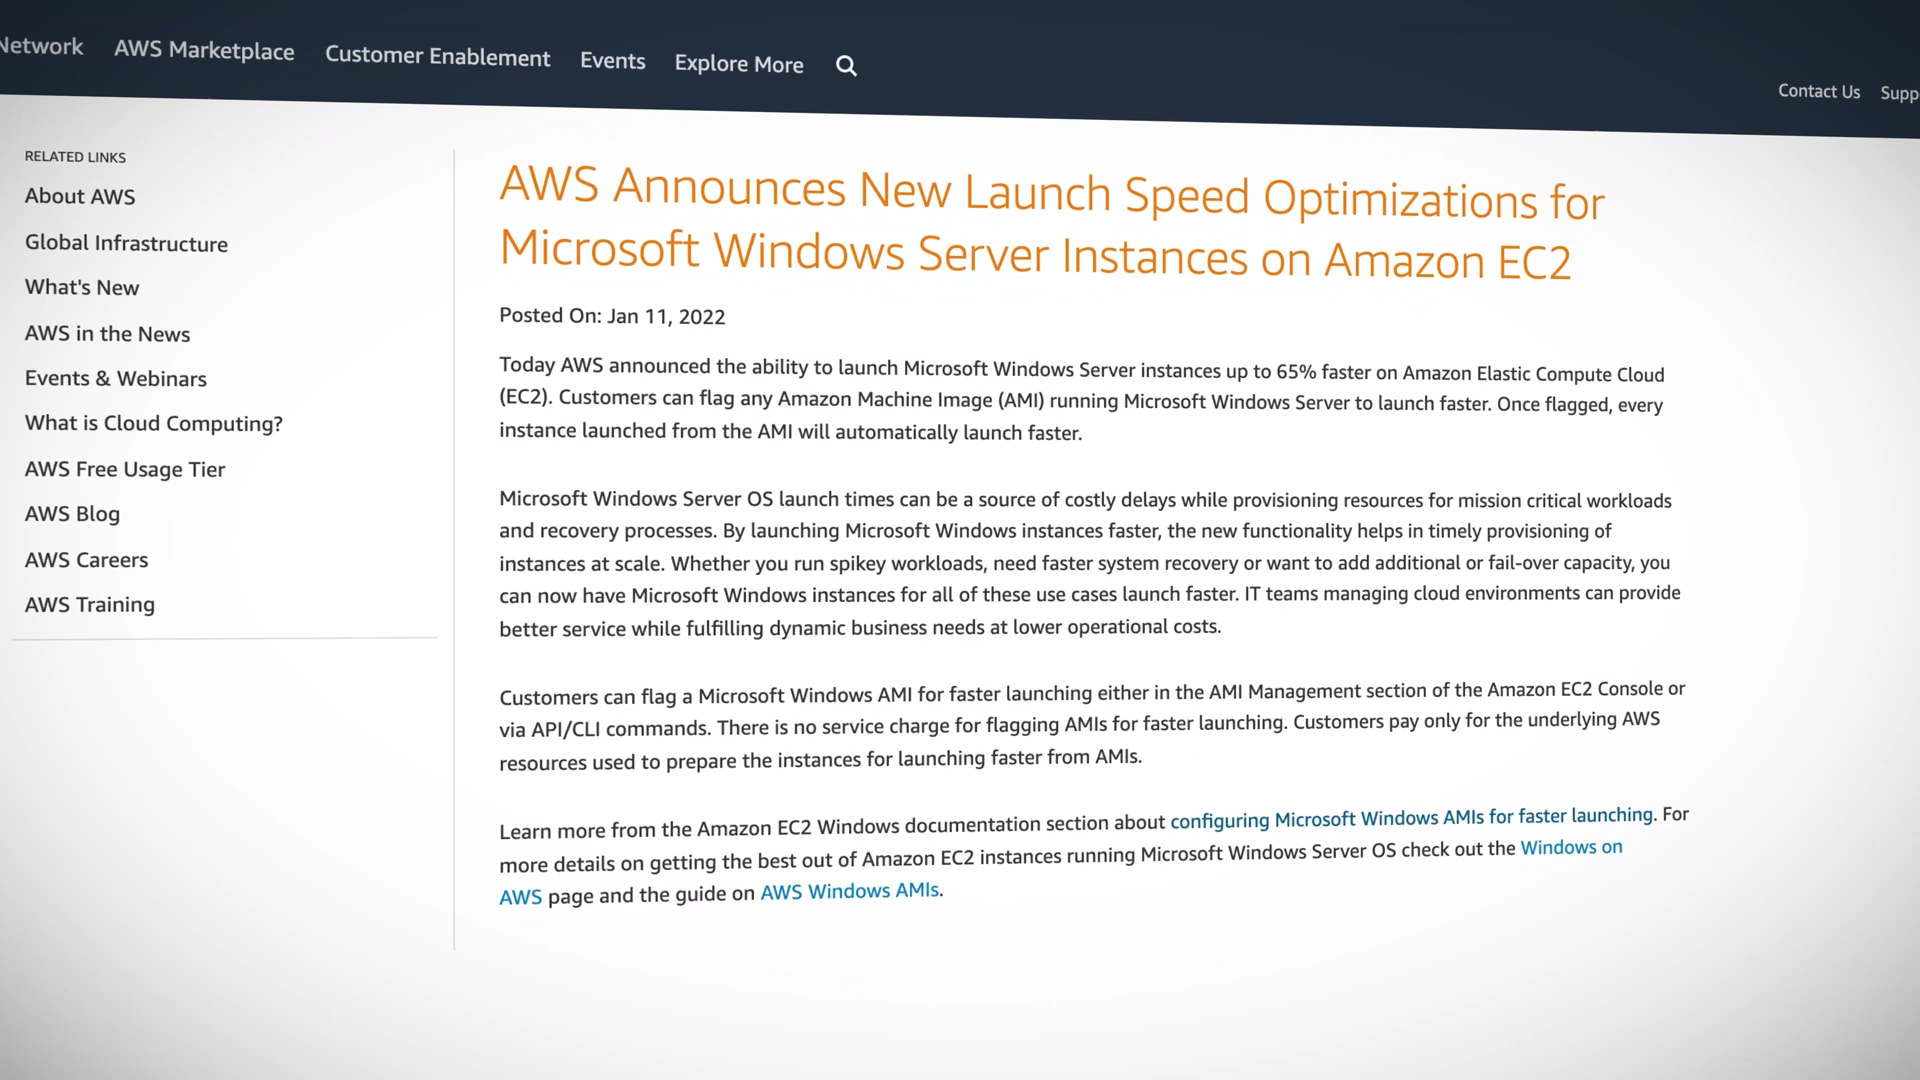 Network AWS Marketplace Customer Enablement Events Explore More
Contact Us Supp
RELATED LINKS
About AWS
Global Infrastructure
What's New
AWS in the News
Events & Webinars
What is Cloud Computing?
AWS Free Usage Tier
AWS Blog
AWS Careers
AWS Training
AWS Announces New Launch Speed Optimizations for
Microsoft Windows Server Instances on Amazon EC2
Posted On: Jan 11, 2022
Today AWS announced the ability to launch Microsoft Windows Server instances up to 65% faster on Amazon Elastic Compute Cloud
(EC2). Customers can flag any Amazon Machine Image (AMI) running Microsoft Windows Server to launch faster. Once flagged, every
instance launched from the AMI will automatically launch faster.
Microsoft Windows Server OS launch times can be a source of costly delays while provisioning resources for mission critical workloads
and recovery processes. By launching Microsoft Windows instances faster, the new functionality helps in timely provisioning of
instances at scale. Whether you run spikey workloads, need faster system recovery or want to add additional or fail-over capacity, you
can now have Microsoft Windows instances for all of these use cases launch faster. IT teams managing cloud environments can provide
better service while fulfilling dynamic business needs at lower operational costs.
Customers can flag a Microsoft Windows AMI for faster launching either in the AMI Management section of the Amazon EC2 Console or
via API/CLI commands. There is no service charge for flagging AMIs for faster launching. Customers pay only for the underlying AWS
resources used to prepare the instances for launching faster from AMIs.
Learn more from the Amazon EC2 Windows documentation section about configuring Microsoft Windows AMIs for faster launching. For
more details on getting the best out of Amazon EC2 instances running Microsoft Windows Server OS check out the Windows on
AWS page and the guide on AWS Windows AMIs.